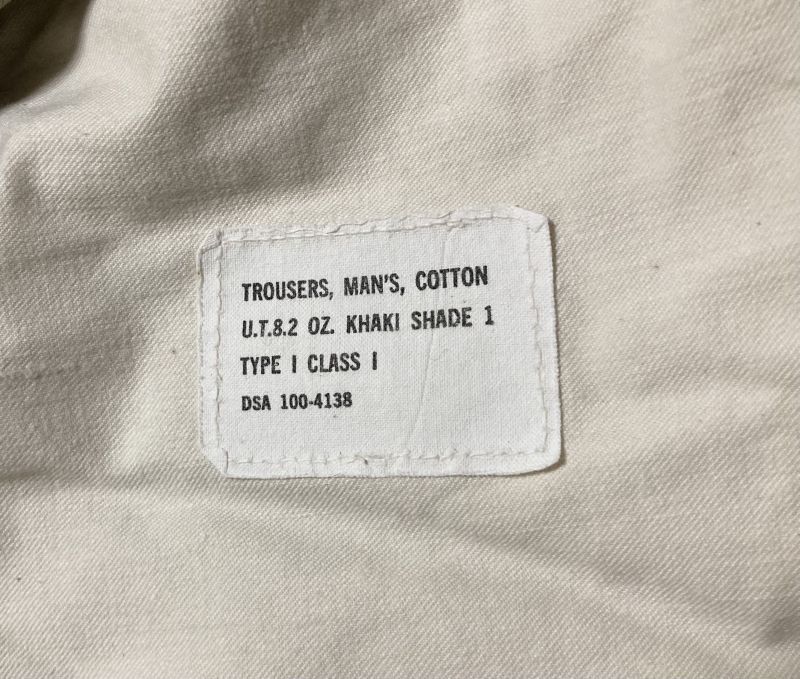 TROUSERS, MAN'S, COTTON
U.T.8.2 OZ. KHAKI SHADE 1
TYPE I CLASS I
DSA 100-4138